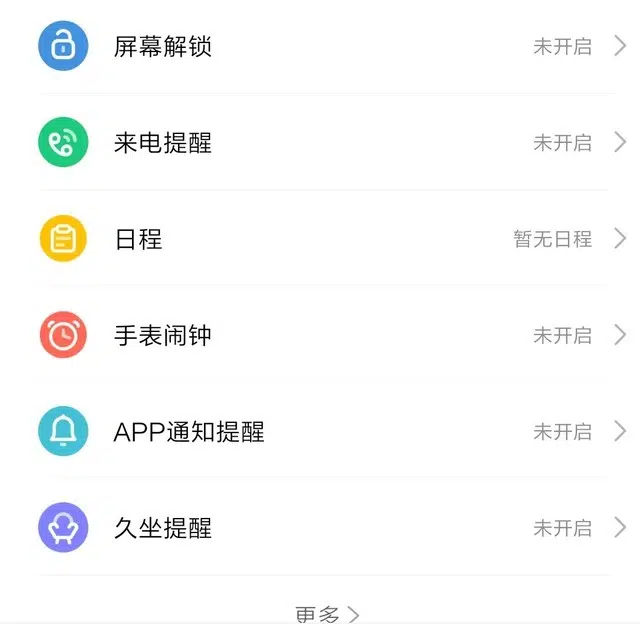 屏幕解锁 未开启
来电提醒 未开启
日程 暂无日程
手表闹钟 未开启
APP通知提醒 未开启
久坐提醒 未开启
更多